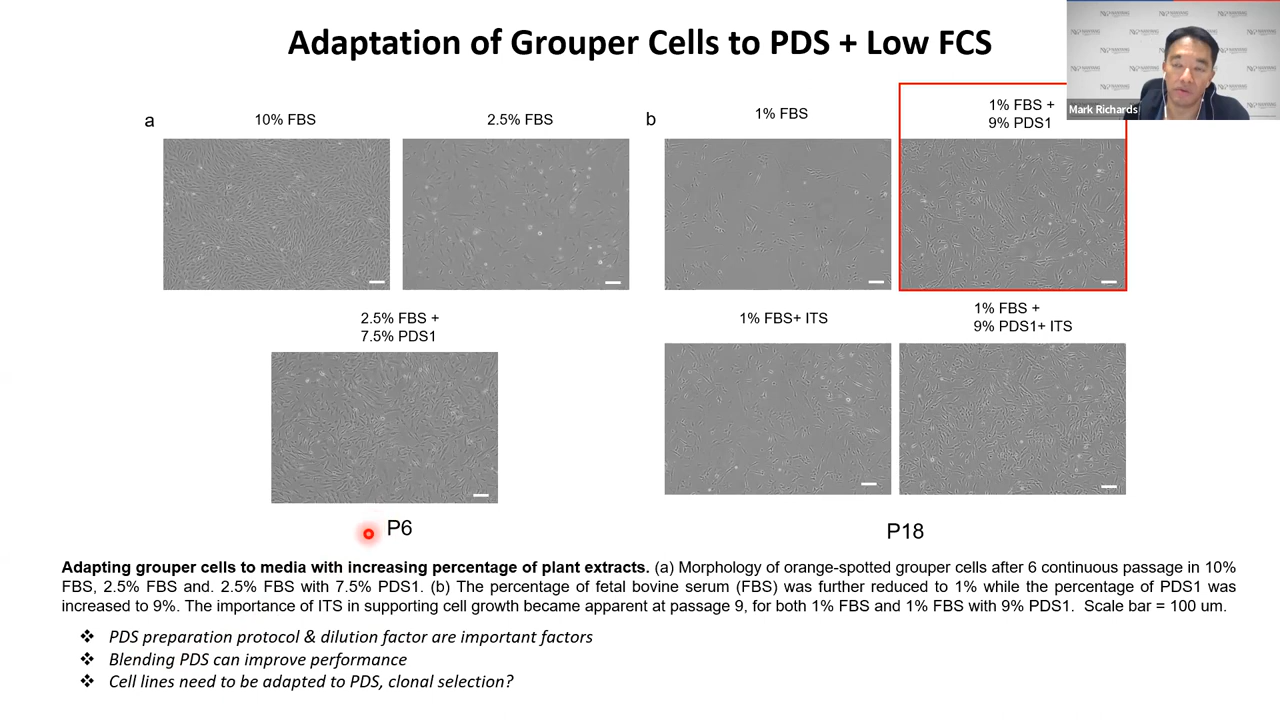 Adaptation of Grouper Cells to PDS + Low FCS
Mark Richards
a
10% FBS
2.5% FBS
b
1% FBS
1% FBS +
9% PDS1
2.5% FBS +
7.5% PDS1
1% FBS+ ITS
1% FBS +
9% PDS1+ ITS
P6
P18
Adapting grouper cells to media with increasing percentage of plant extracts. (a) Morphology of orange-spotted grouper cells after 6 continuous passage in 10%
FBS, 2.5% FBS and. 2.5% FBS with 7.5% PDS1. (b) The percentage of fetal bovine serum (FBS) was further reduced to 1% while the percentage of PDS1 was
increased to 9%. The importance of ITS in supporting cell growth became apparent at passage 9, for both 1% FBS and 1% FBS with 9% PDS1. Scale bar = 100 um.
❖ PDS preparation protocol & dilution factor are important factors
❖ Blending PDS can improve performance
❖ Cell lines need to be adapted to PDS, clonal selection?